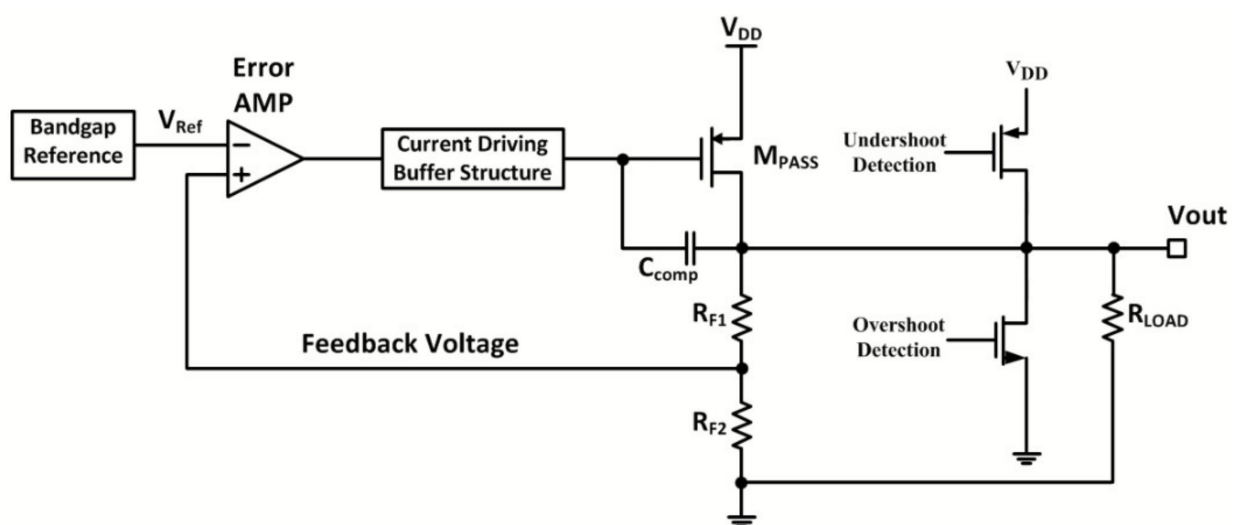 Error
AMP
Bandgap
Reference
VRef
−
+
Current Driving
Buffer Structure
VDD
MPASS
Ccomp
RF1
RF2
Feedback Voltage
VDD
Undershoot
Detection
Overshoot
Detection
Vout
RLOAD